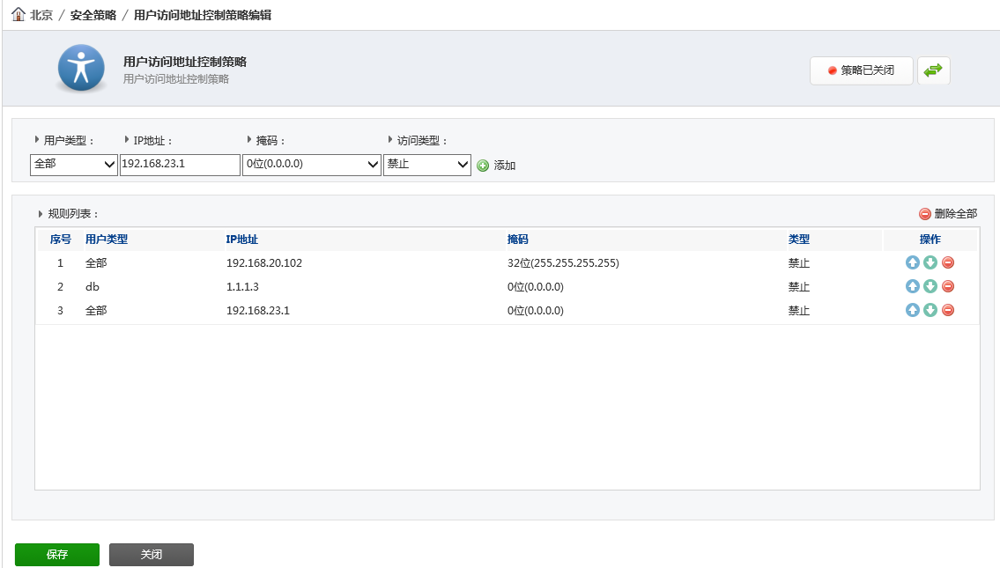 北京 / 安全策略 / 用户访问地址控制策略编辑
用户访问地址控制策略
用户访问地址控制策略
策略已关闭
用户类型： IP地址： 掩码： 访问类型：
全部 192.168.23.1 0位(0.0.0.0) 禁止 添加
规则列表： 删除全部
序号 用户类型 IP地址 掩码 类型 操作
1 全部 192.168.20.102 32位(255.255.255.255) 禁止
2 db 1.1.1.3 0位(0.0.0.0) 禁止
3 全部 192.168.23.1 0位(0.0.0.0) 禁止
保存 关闭